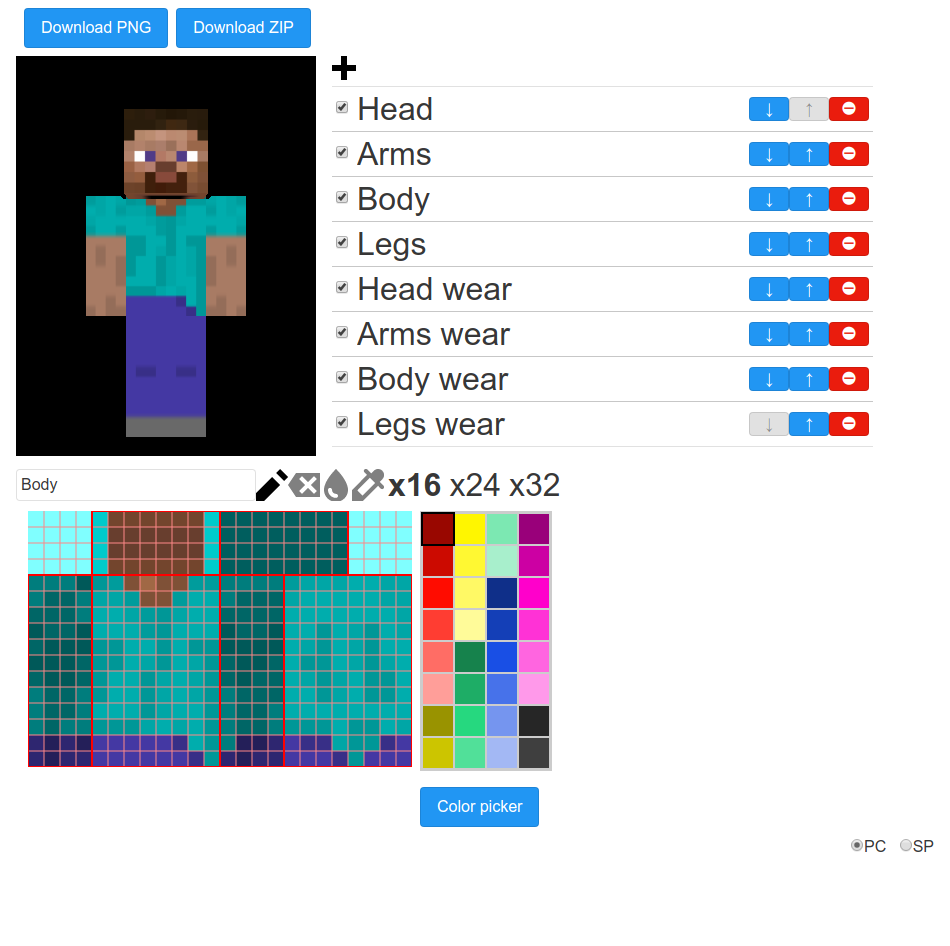 Download PNG Download ZIP
Head
Arms
Body
Legs
Head wear
Arms wear
Body wear
Legs wear
Body x16 x24 x32
Color picker
PC SP